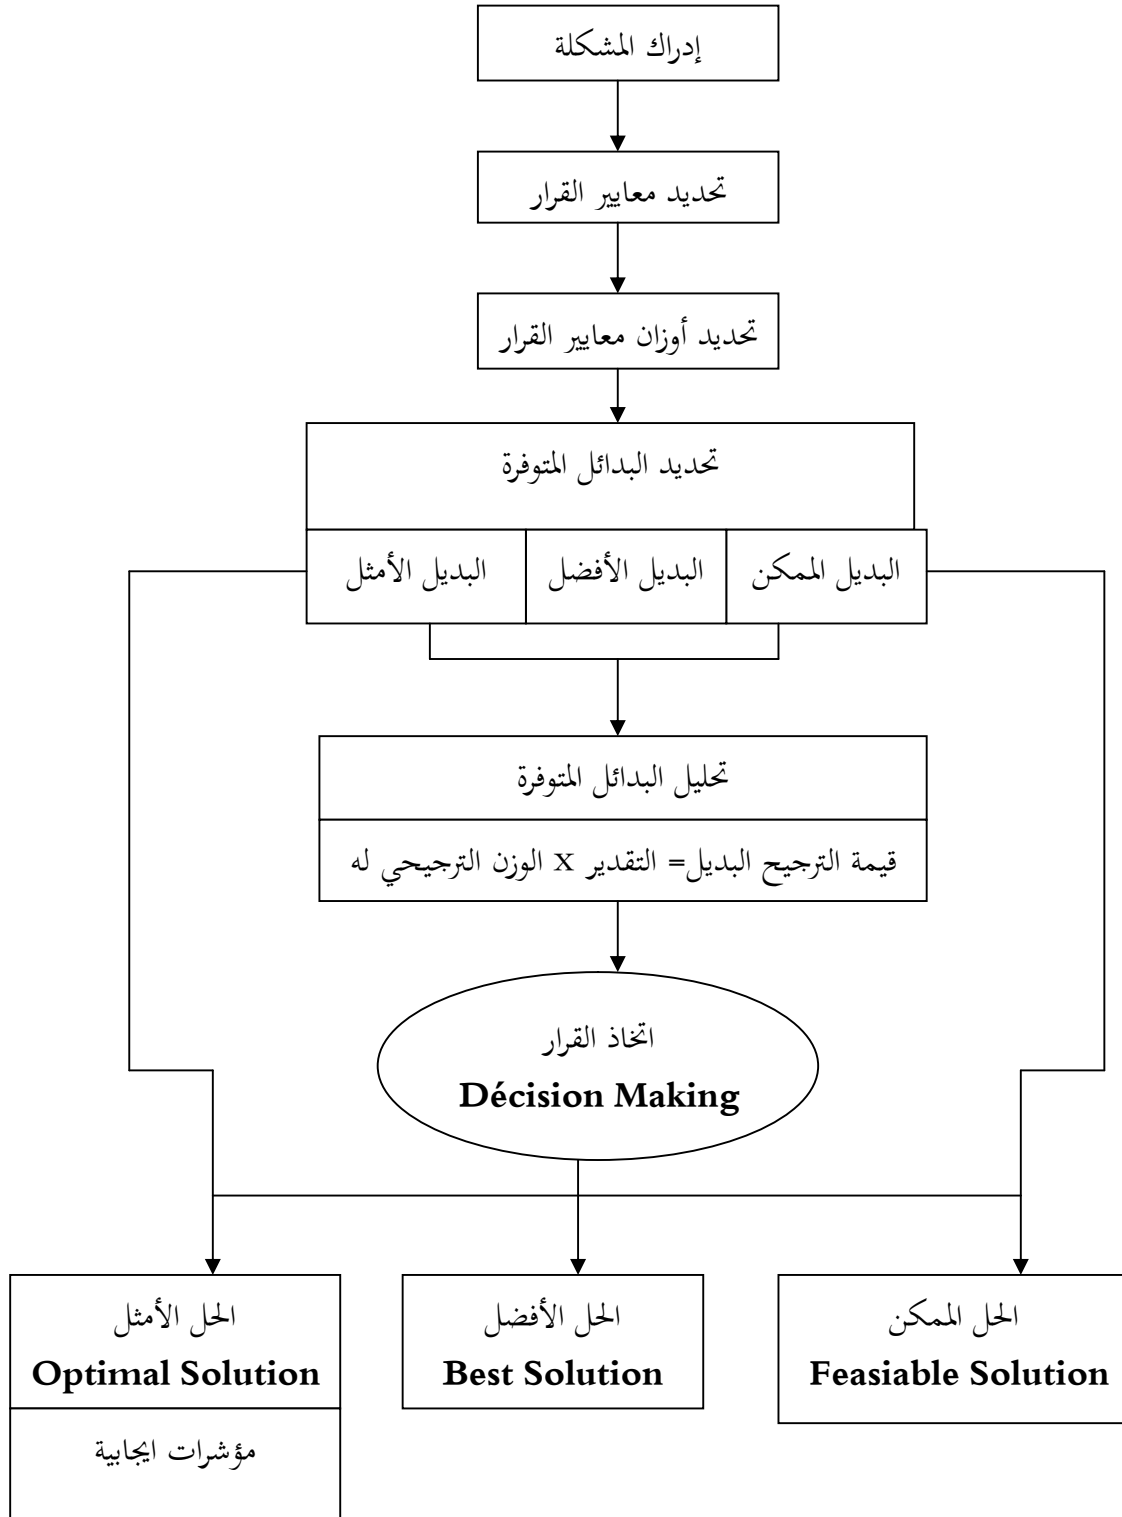 إدراك المشكلة
تحديد معايير القرار
تحديد أوزان معايير القرار
تحديد البدائل المتوفرة
البديل الممكن
البديل الأفضل
البديل الأمثل
تحليل البدائل المتوفرة
قيمة الترجيح البديل= التقدير X الوزن الترجيحي له
اتخاذ القرار
Décision Making
الحل الممكن
Feasiable Solution
الحل الأفضل
Best Solution
الحل الأمثل
Optimal Solution
مؤشرات ايجابية